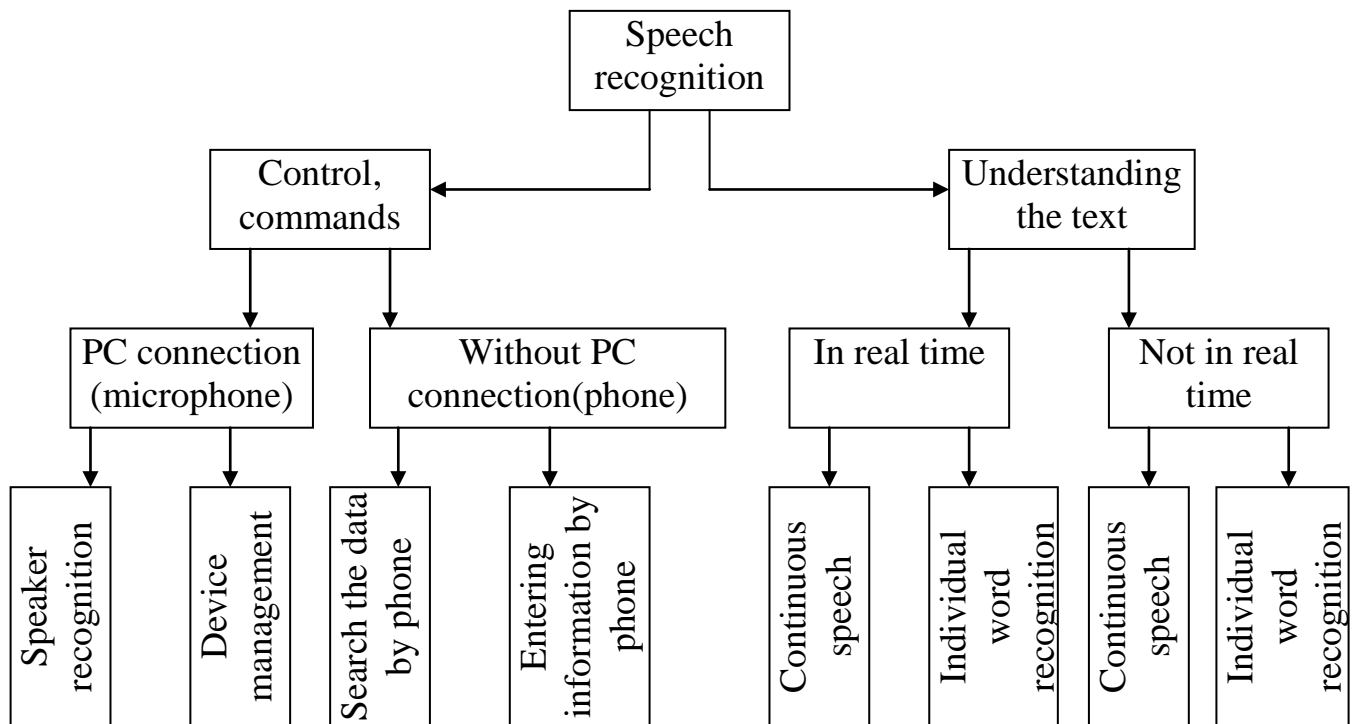 Speech
recognition
Control,
commands
Understanding
the text
PC connection
(microphone)
Without PC
connection(phone)
In real time
Not in real
time
Speaker
recognition
Device
management
Search the data
by phone
Entering
information by
phone
Continuous
speech
Individual
word
recognition
Continuous
speech
Individual
word
recognition